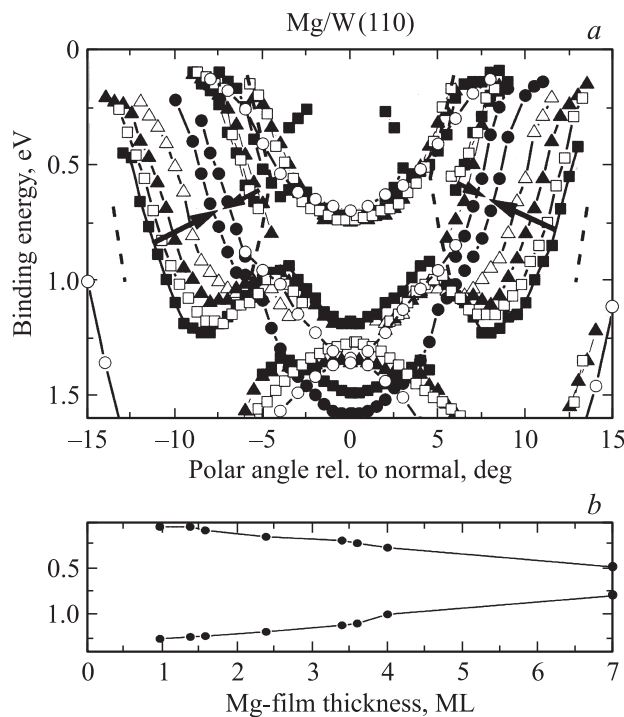 Mg/W(110)
a
0
0.5
1.0
1.5
Binding energy, eV
–15 –10 –5 0 5 10 15
Polar angle rel. to normal, deg
b
0.5
1.0
0 1 2 3 4 5 6 7
Mg-film thickness, ML